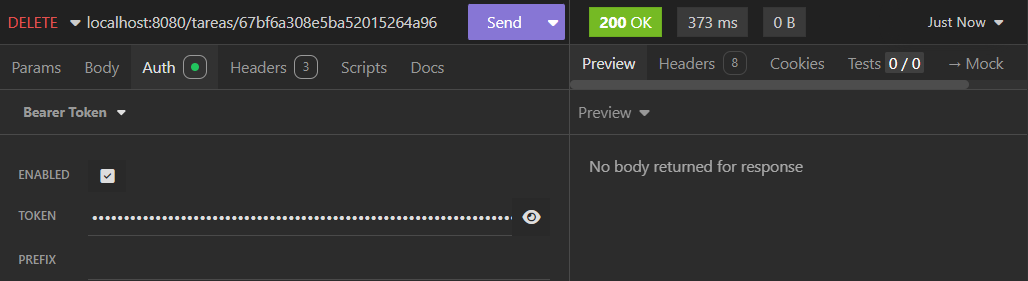 DELETE localhost:8080/tareas/67bf6a308e5ba52015264a96 Send
200 OK 373 ms 0 B Just Now
Params Body Auth Headers 3 Scripts Docs
Preview Headers 8 Cookies Tests 0 / 0 → Mock
Bearer Token
Preview
ENABLED
No body returned for response
TOKEN ••••••••••••••••••••••••••••••••••••••••••••••••••••••••••••••••••
PREFIX